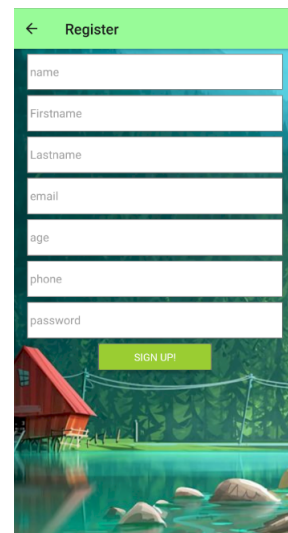 Register
name
Firstname
Lastname
email
age
phone
password
SIGN UP!